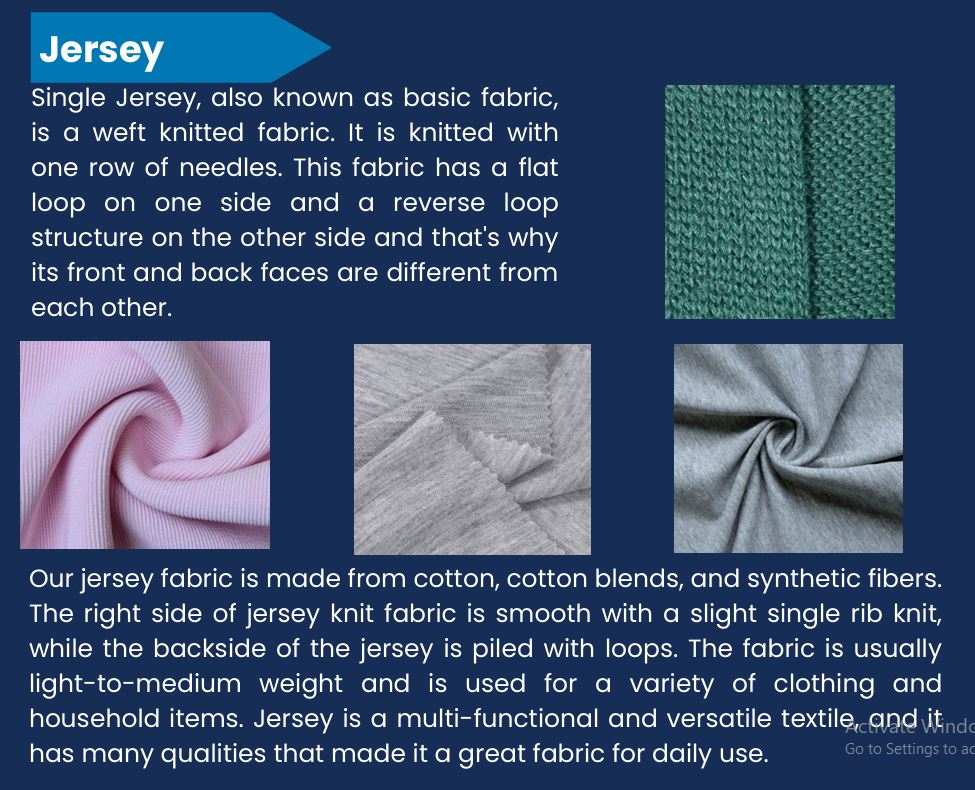 Jersey
Single Jersey, also known as basic fabric,
is a weft knitted fabric. It is knitted with
one row of needles. This fabric has a flat
loop on one side and a reverse loop
structure on the other side and that's why
its front and back faces are different from
each other.
Our jersey fabric is made from cotton, cotton blends, and synthetic fibers.
The right side of jersey knit fabric is smooth with a slight single rib knit,
while the backside of the jersey is piled with loops. The fabric is usually
light-to-medium weight and is used for a variety of clothing and
household items. Jersey is a multi-functional and versatile textile, and it
has many qualities that made it a great fabric for daily use.
Activate Windo
Go to Settings to ac